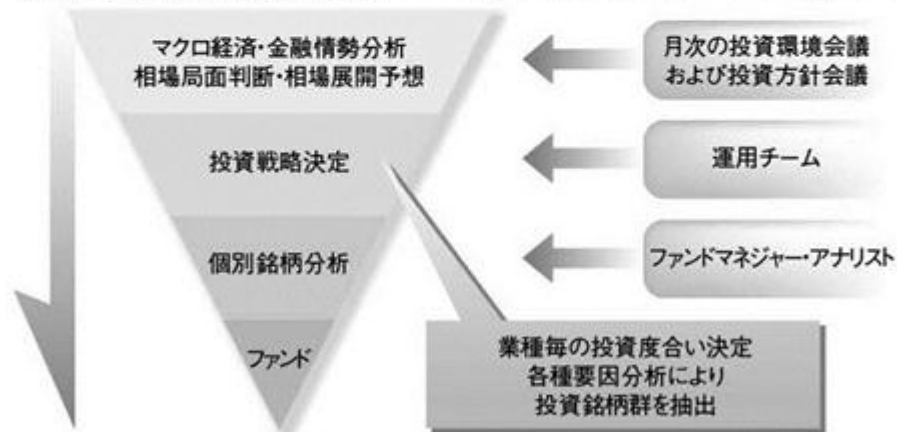 マクロ経済・金融情勢分析
相場局面判断・相場展開予想
月次の投資環境会議
および投資方針会議
投資戦略決定
運用チーム
個別銘柄分析
ファンドマネジャー・アナリスト
ファンド
業種毎の投資度合い決定
各種要因分析により
投資銘柄群を抽出